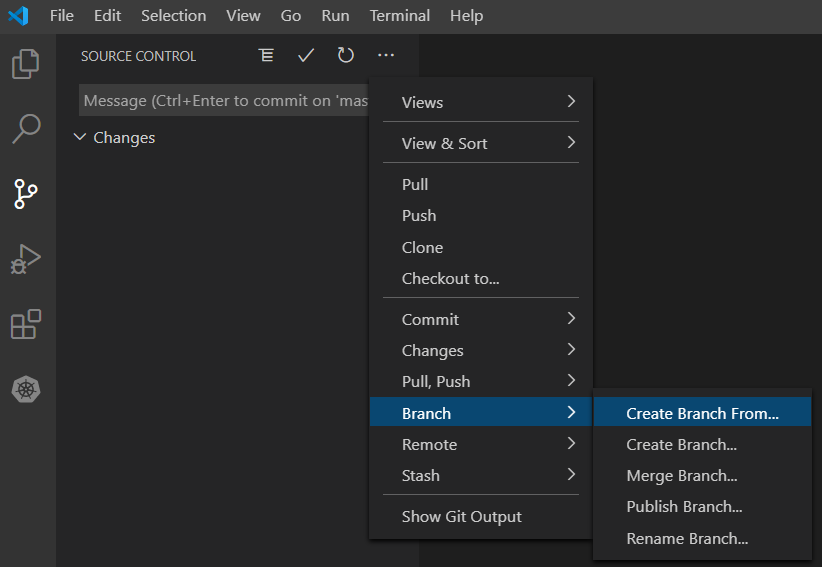 File Edit Selection View Go Run Terminal Help
SOURCE CONTROL
Message (Ctrl+Enter to commit on 'mas
Changes
Views
View & Sort
Pull
Push
Clone
Checkout to...
Commit
Changes
Pull, Push
Branch
Remote
Stash
Show Git Output
Create Branch From...
Create Branch...
Merge Branch...
Publish Branch...
Rename Branch...